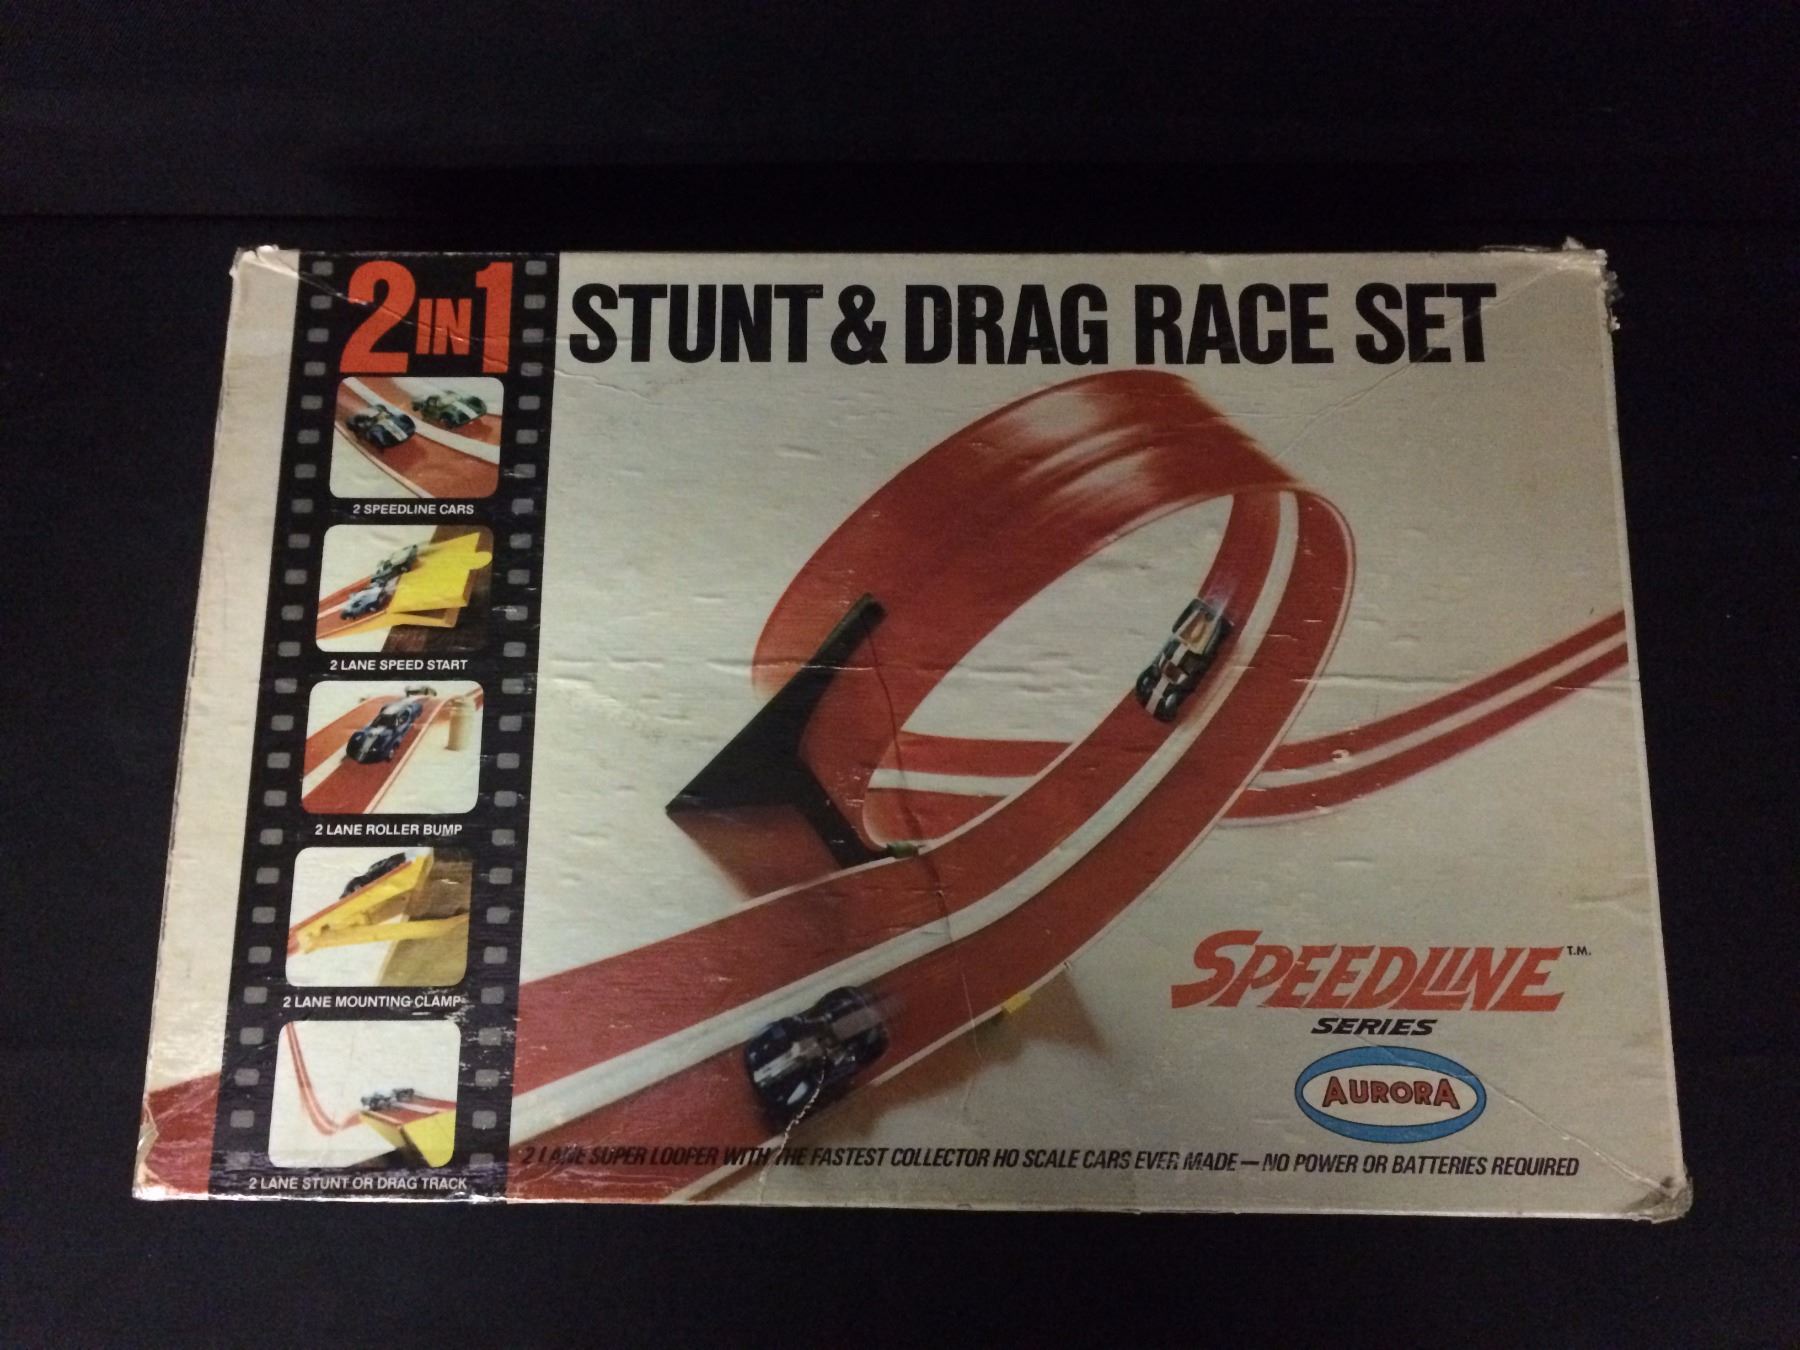 2 IN 1 STUNT & DRAG RACE SET
2 SPEEDLINE CARS
2 LANE SPEED START
2 LANE ROLLER BUMP
2 LANE MOUNTING CLAMP
2 LANE STUNT OR DRAG TRACK
SPEEDLINE T.M.
SERIES
AURORA
2 LANE SUPER LOOPER WITH THE FASTEST COLLECTOR HO SCALE CARS EVER MADE — NO POWER OR BATTERIES REQUIRED